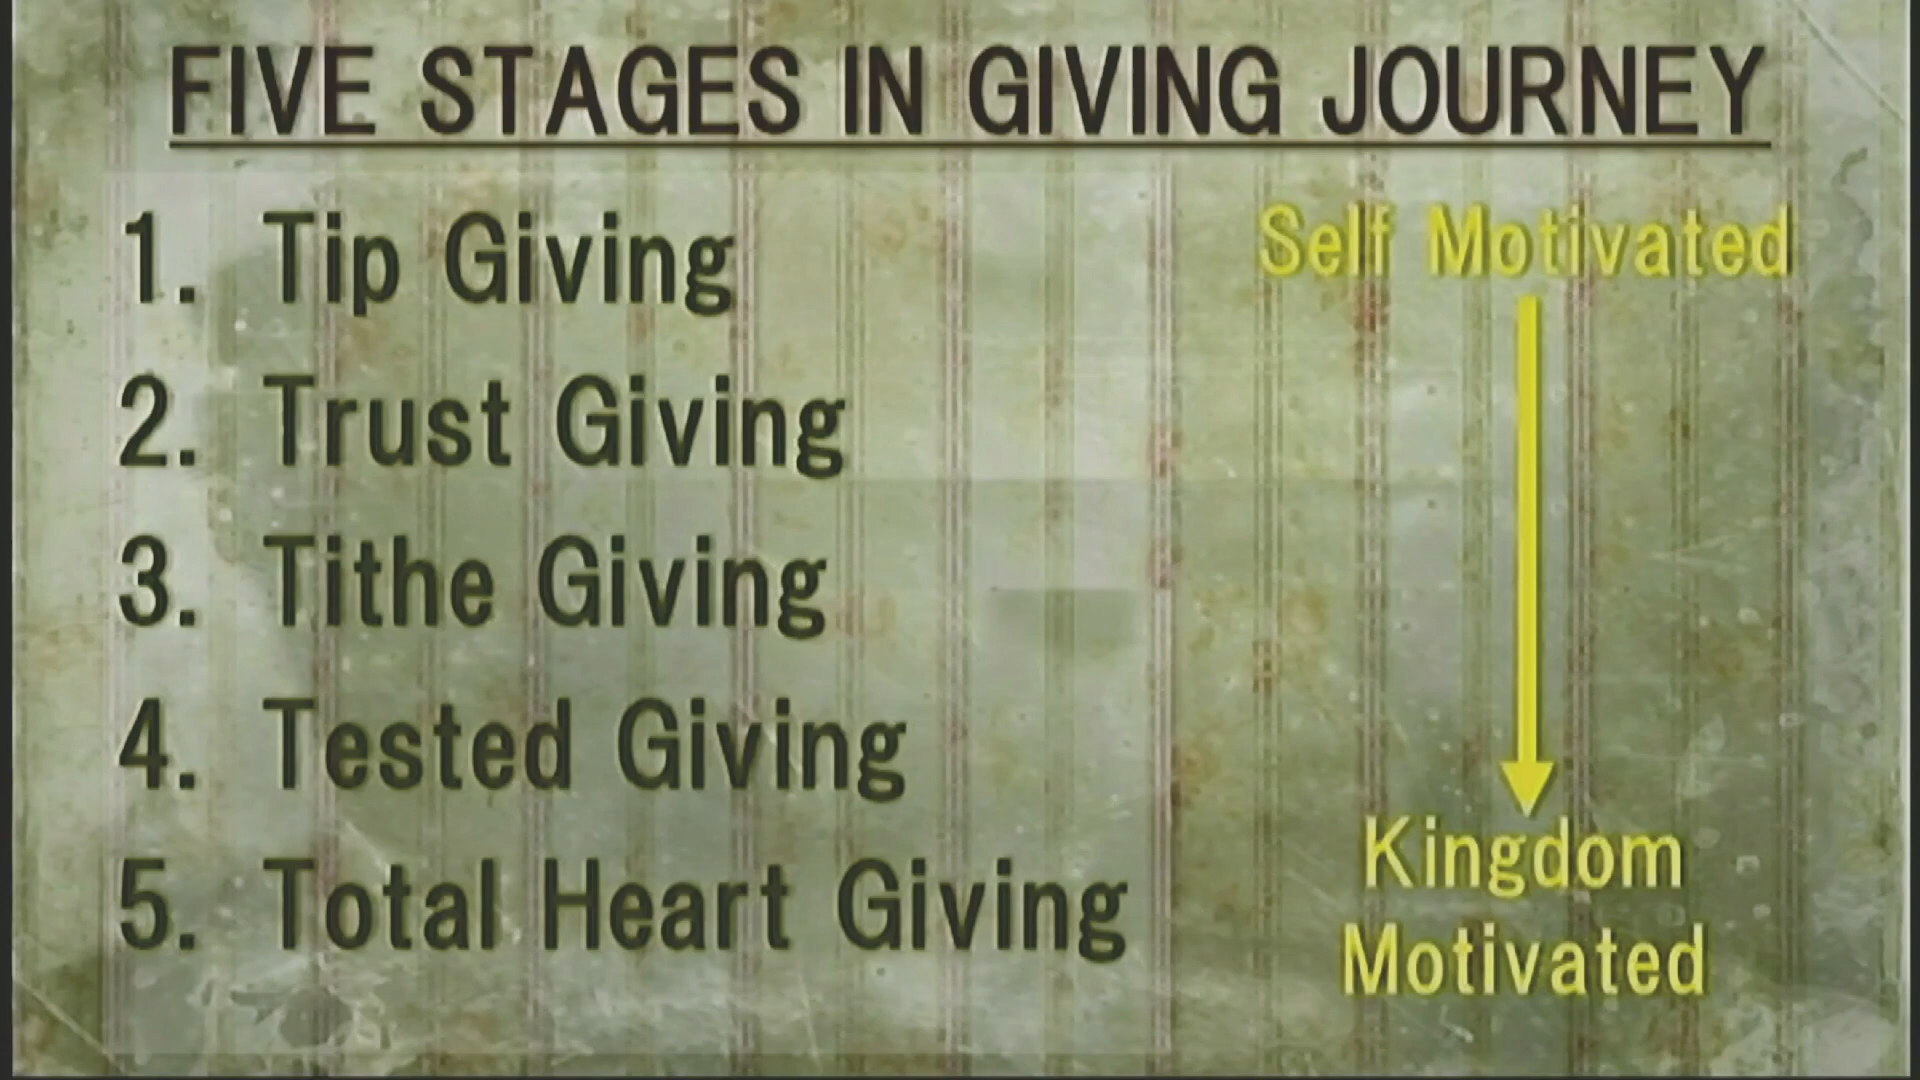 FIVE STAGES IN GIVING JOURNEY
1. Tip Giving
2. Trust Giving
3. Tithe Giving
4. Tested Giving
5. Total Heart Giving
Self Motivated
Kingdom
Motivated